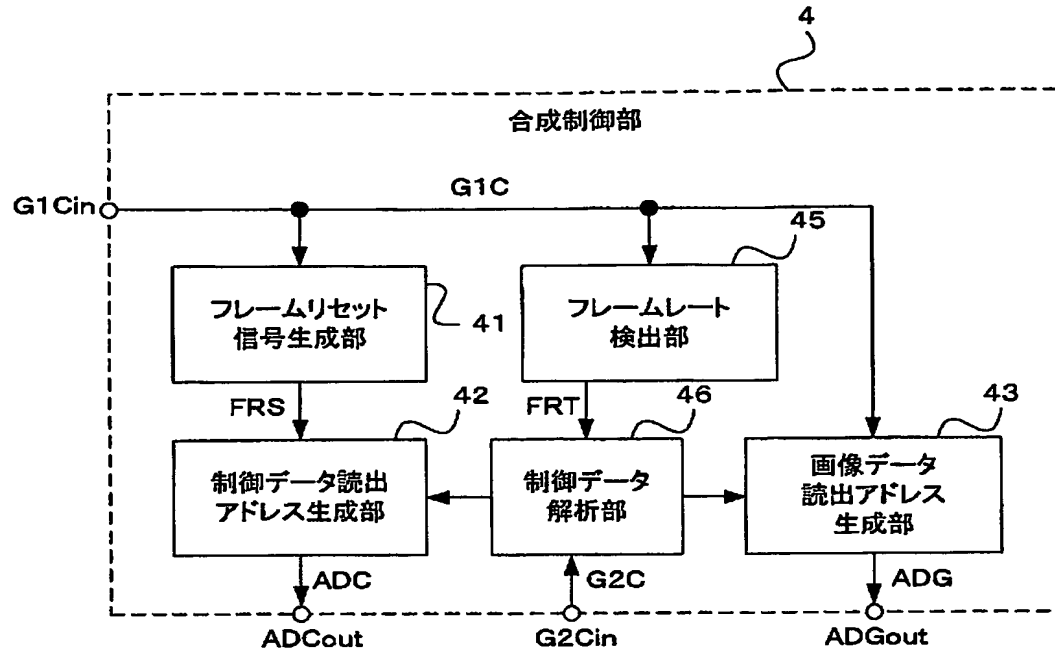 4
合成制御部
G1Cin
G1C
45
フレームリセット
信号生成部
41
フレームレート
検出部
FRS
42
FRT
46
43
制御データ読出
アドレス生成部
制御データ
解析部
画像データ
読出アドレス
生成部
ADC
G2C
ADG
ADCout
G2Cin
ADGout